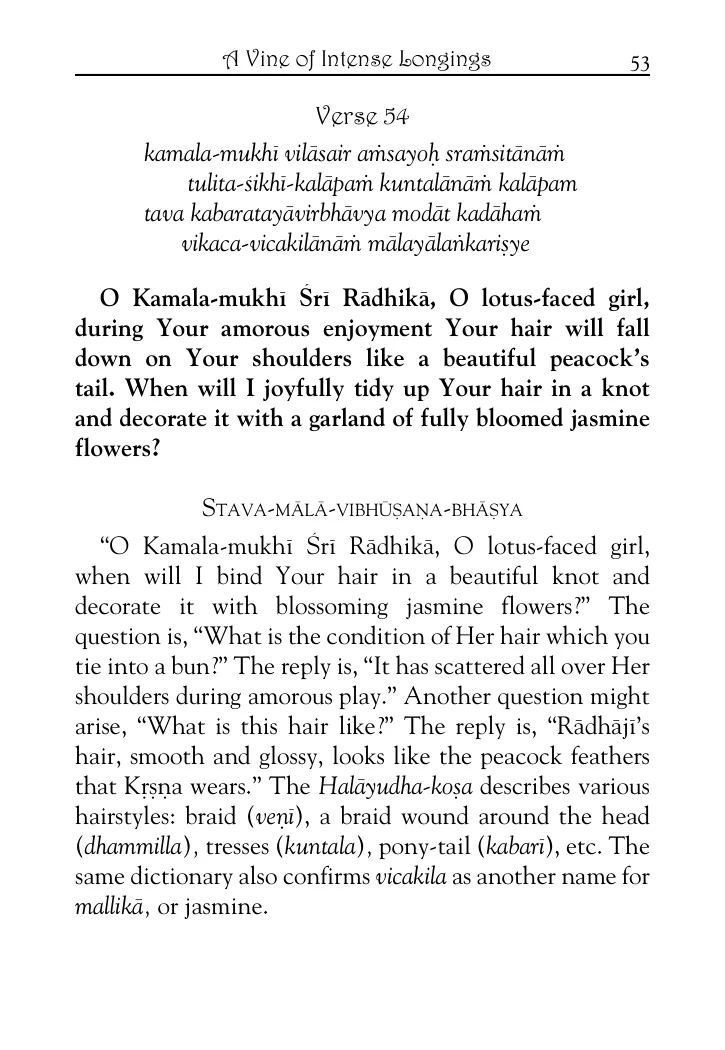 A Vine of Intense Longings 53
Verse 54
kamala-mukhī vilāsair aṁsayoḥ sraṁsitānāṁ
tulita-śikhī-kalāpaṁ kuntalānāṁ kalāpam
tava kabaratayāvirbhāvya modāt kadāhaṁ
vikaca-vicakilānāṁ mālayālaṅkariṣye
O Kamala-mukhī Śrī Rādhikā, O lotus-faced girl,
during Your amorous enjoyment Your hair will fall
down on Your shoulders like a beautiful peacock’s
tail. When will I joyfully tidy up Your hair in a knot
and decorate it with a garland of fully bloomed jasmine
flowers?
Stava-mālā-vibhūṣaṇa-bhāṣya
“O Kamala-mukhī Śrī Rādhikā, O lotus-faced girl,
when will I bind Your hair in a beautiful knot and
decorate it with blossoming jasmine flowers?” The
question is, “What is the condition of Her hair which you
tie into a bun?” The reply is, “It has scattered all over Her
shoulders during amorous play.” Another question might
arise, “What is this hair like?” The reply is, “Rādhājī’s
hair, smooth and glossy, looks like the peacock feathers
that Kṛṣṇa wears.” The Halāyudha-koṣa describes various
hairstyles: braid (veṇī), a braid wound around the head
(dhammilla), tresses (kuntala), pony-tail (kabarī), etc. The
same dictionary also confirms vicakila as another name for
mallikā, or jasmine.